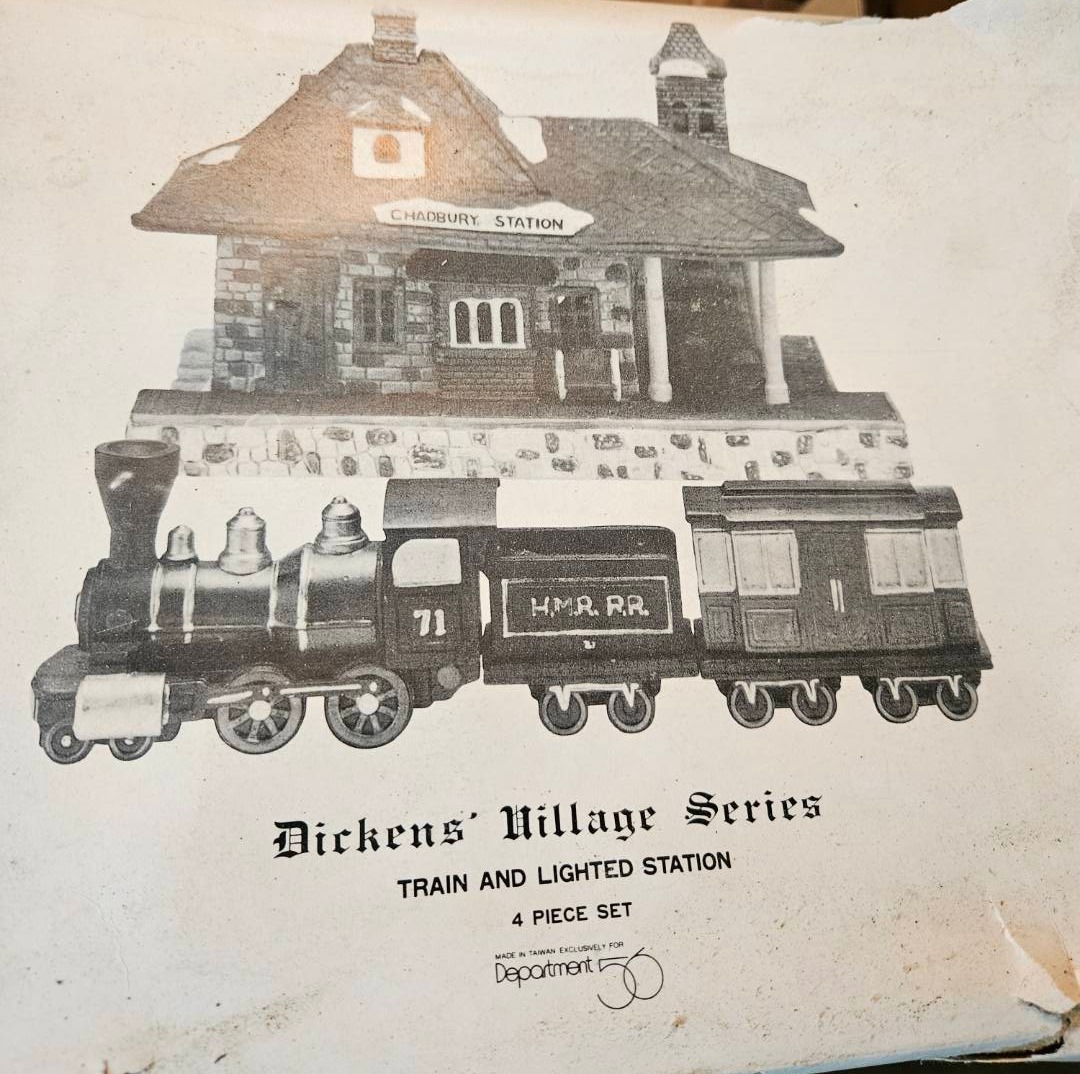 CHADBURY STATION
71
H.M.R. R.R.
Dickens' Village Series
TRAIN AND LIGHTED STATION
4 PIECE SET
MADE IN TAIWAN EXCLUSIVELY FOR
Department 56